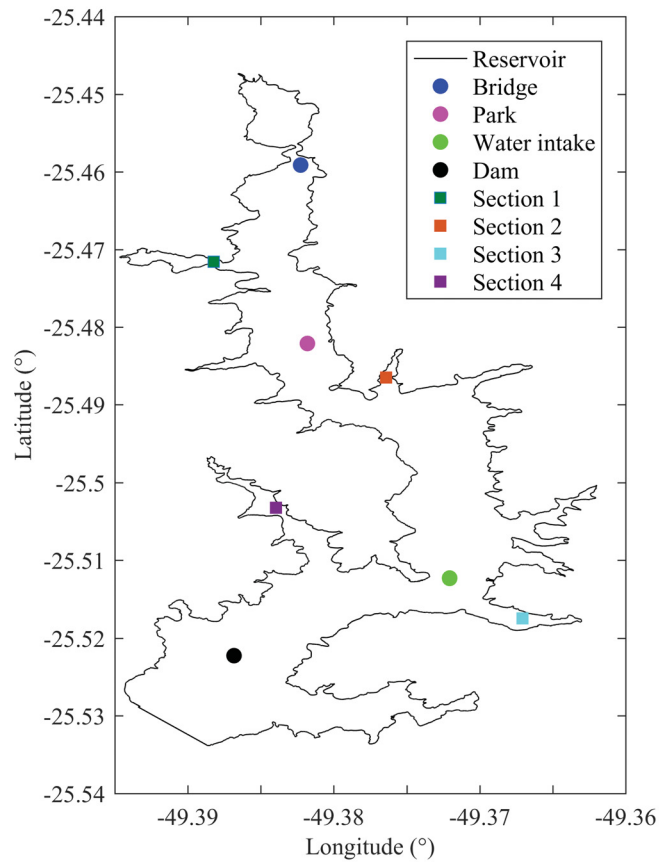 -25.44
-25.45
-25.46
-25.47
-25.48
-25.49
-25.5
-25.51
-25.52
-25.53
-25.54
Latitude (°)
Reservoir
Bridge
Park
Water intake
Dam
Section 1
Section 2
Section 3
Section 4
-49.39
-49.38
-49.37
-49.36
Longitude (°)